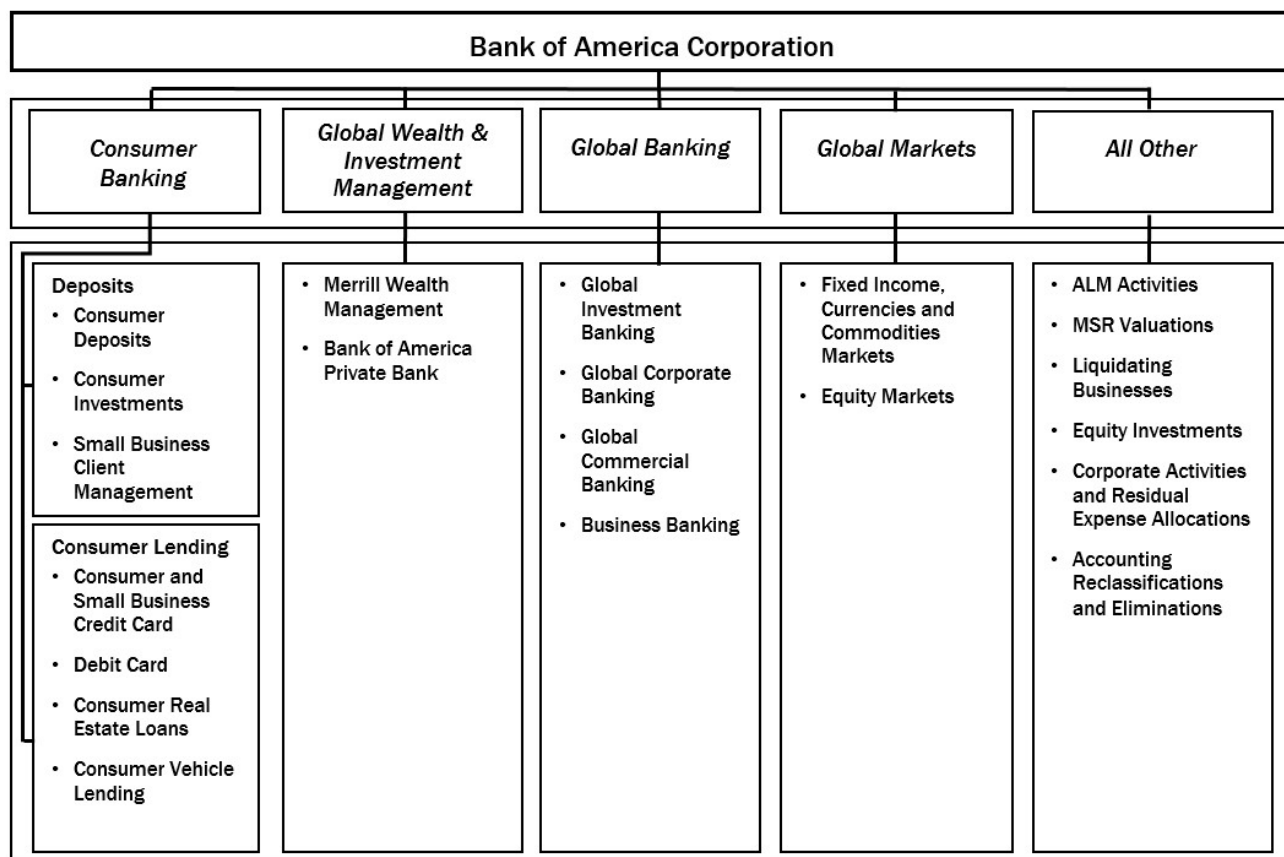 Bank of America Corporation
Consumer
Banking
Global Wealth &
Investment
Management
Global Banking
Global Markets
All Other
Deposits
• Consumer
Deposits
• Consumer
Investments
• Small Business
Client
Management
Consumer Lending
• Consumer and
Small Business
Credit Card
• Debit Card
• Consumer Real
Estate Loans
• Consumer Vehicle
Lending
• Merrill Wealth
Management
• Bank of America
Private Bank
• Global
Investment
Banking
• Global Corporate
Banking
• Global
Commercial
Banking
• Business Banking
• Fixed Income,
Currencies and
Commodities
Markets
• Equity Markets
• ALM Activities
• MSR Valuations
• Liquidating
Businesses
• Equity Investments
• Corporate Activities
and Residual
Expense Allocations
• Accounting
Reclassifications
and Eliminations